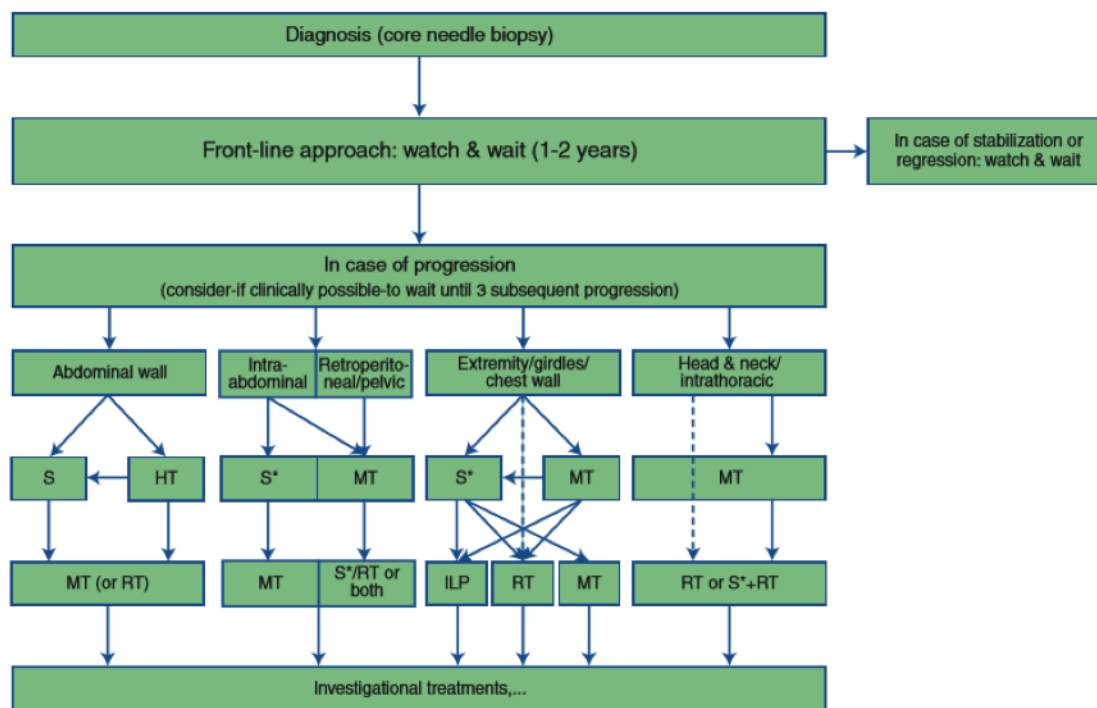 Diagnosis (core needle biopsy)
Front-line approach: watch & wait (1-2 years)
In case of stabilization or
regression: watch & wait
In case of progression
(consider-if clinically possible-to wait until 3 subsequent progression)
Abdominal wall
Intra-
abdominal
Retroperito-
neal/pelvic
Extremity/girdles/
chest wall
Head & neck/
intrathoracic
S
HT
S*
MT
S*
MT
MT
MT (or RT)
MT
S*/RT or
both
ILP
RT
MT
RT or S*+RT
Investigational treatments,...